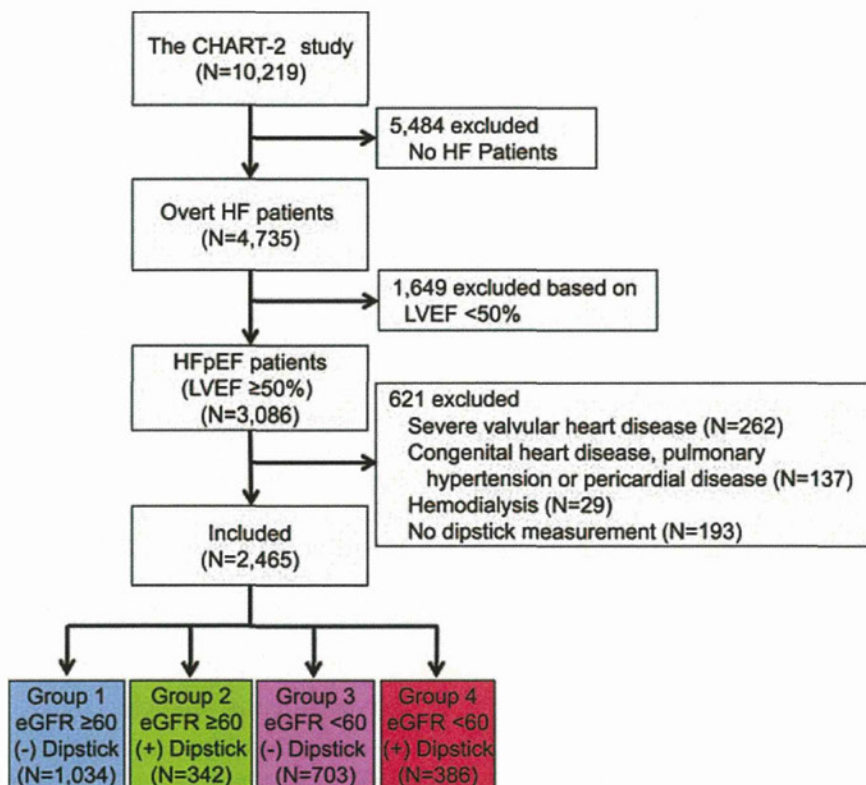 The CHART-2 study
(N=10,219)
5,484 excluded
No HF Patients
Overt HF patients
(N=4,735)
1,649 excluded based on
LVEF <50%
HFpEF patients
(LVEF ≥50%)
(N=3,086)
621 excluded
Severe valvular heart disease (N=262)
Congenital heart disease, pulmonary
hypertension or pericardial disease (N=137)
Hemodialysis (N=29)
No dipstick measurement (N=193)
Included
(N=2,465)
Group 1
eGFR ≥60
(-) Dipstick
(N=1,034)
Group 2
eGFR ≥60
(+) Dipstick
(N=342)
Group 3
eGFR <60
(-) Dipstick
(N=703)
Group 4
eGFR <60
(+) Dipstick
(N=386)